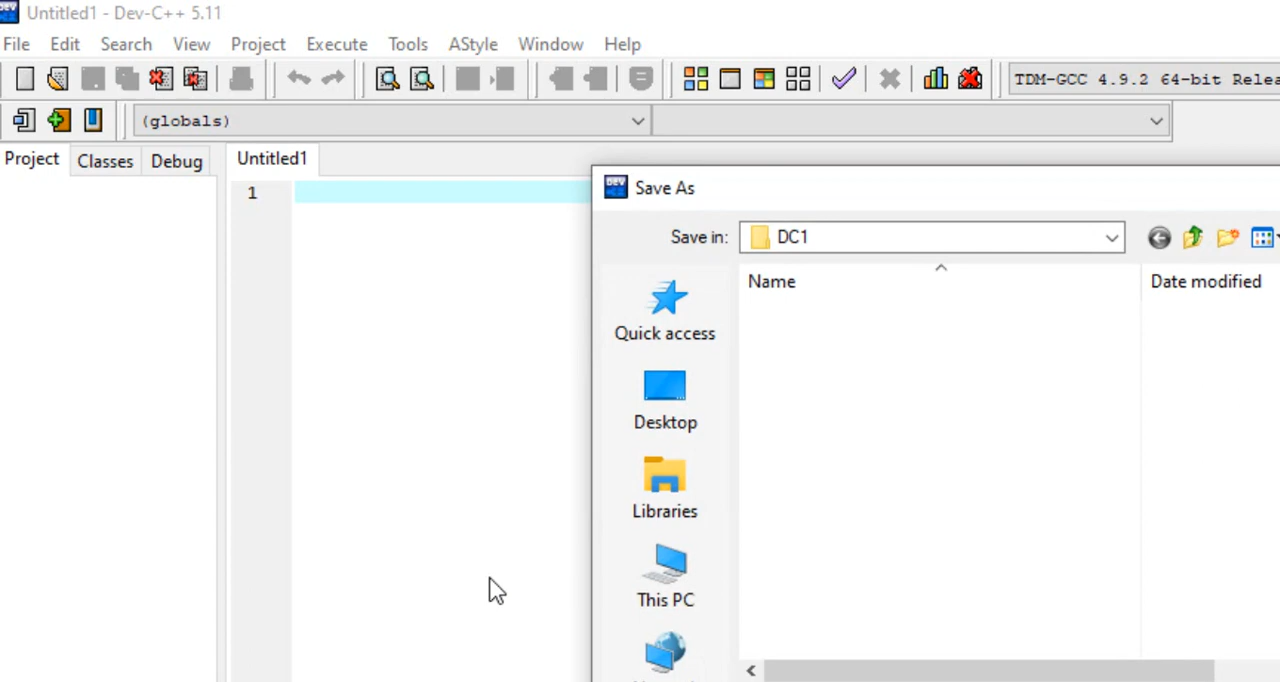 Untitled1 - Dev-C++ 5.11
File Edit Search View Project Execute Tools AStyle Window Help
TDM-GCC 4.9.2 64-bit Relea
(globals)
Project Classes Debug Untitled1
1
DEV Save As
Save in: DC1
Name Date modified
Quick access
Desktop
Libraries
This PC